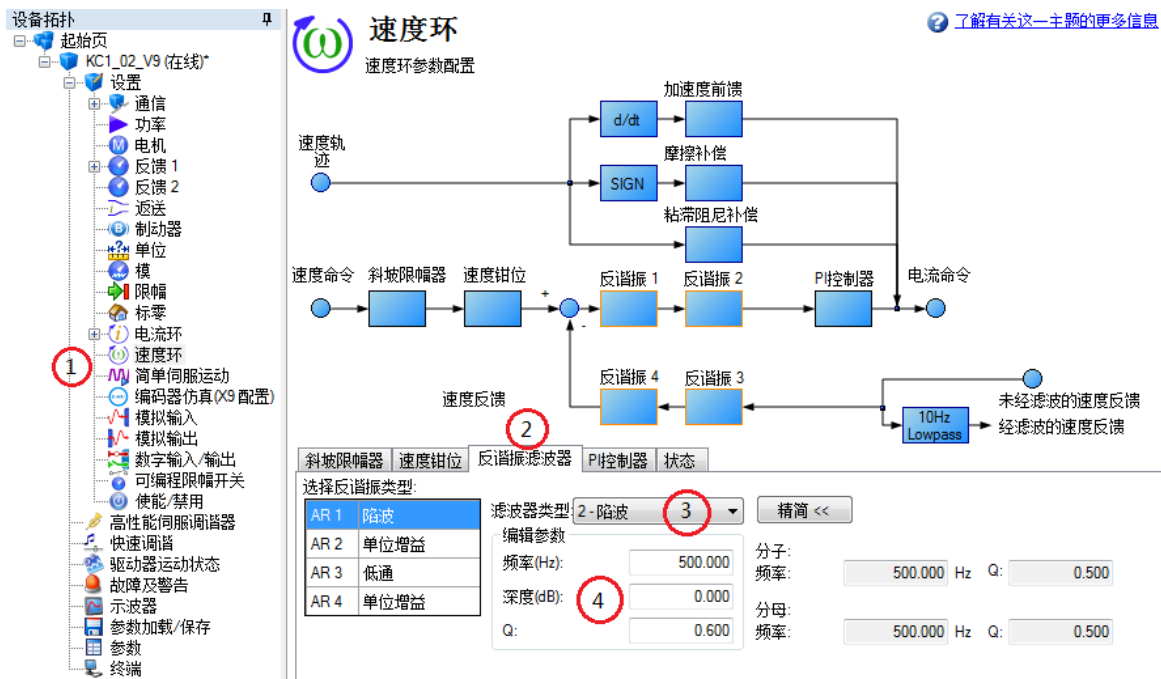 设备拓扑
起始页
KC1_02_V9 (在线)*
设置
通信
功率
电机
反馈 1
反馈 2
返送
制动器
单位
模
限幅
标零
电流环
速度环
简单伺服运动
编码器仿真(X9 配置)
模拟输入
模拟输出
数字输入/输出
可编程限幅开关
使能/禁用
高性能伺服调谐器
快速调谐
驱动器运动状态
故障及警告
示波器
参数加载/保存
参数
终端
1
速度环
速度环参数配置
了解有关这一主题的更多信息
加速度前馈
d/dt
速度轨迹
摩擦补偿
SIGN
粘滞阻尼补偿
速度命令
斜坡限幅器
速度钳位
+
-
反谐振 1
反谐振 2
PI控制器
电流命令
反谐振 4
反谐振 3
速度反馈
未经滤波的速度反馈
10Hz
Lowpass
经滤波的速度反馈
2
斜坡限幅器 速度钳位 反谐振滤波器 PI控制器 状态
选择反谐振类型:
AR 1 陷波
AR 2 单位增益
AR 3 低通
AR 4 单位增益
滤波器类型: 2 - 陷波
3
精简 <<
编辑参数
频率(Hz): 500.000
深度(dB): 0.000
Q: 0.600
4
分子:
频率: 500.000 Hz Q: 0.500
分母:
频率: 500.000 Hz Q: 0.500